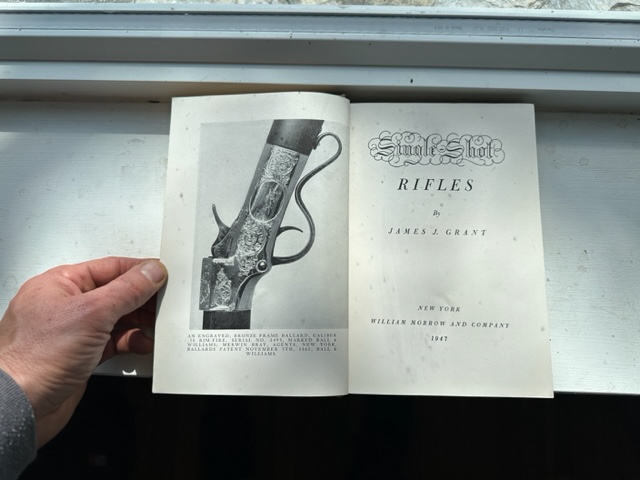 AN ENGRAVED, BRONZE FRAME BALLARD, CALIBER
.38 RIM-FIRE, SERIAL NO. 2495, MARKED BALL &
WILLIAMS, MERWIN BRAY, AGENTS, NEW YORK,
BALLARDS PATENT NOVEMBER 5TH, 1861, BALL &
WILLIAMS.
Single-Shot
RIFLES
By
JAMES J. GRANT
NEW YORK
WILLIAM MORROW AND COMPANY
1947